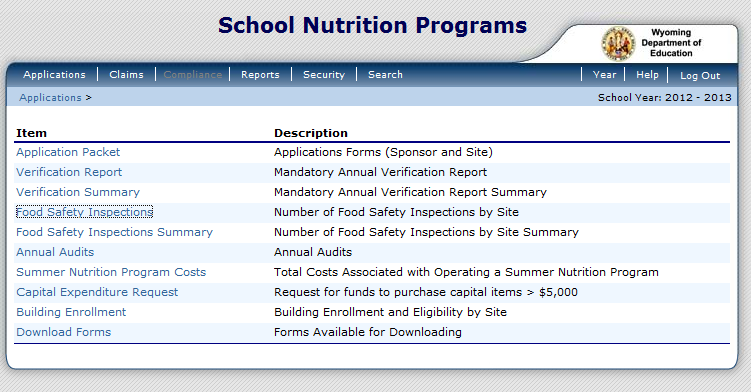 School Nutrition Programs
Wyoming
Department of
Education
Applications Claims Compliance Reports Security Search Year Help Log Out
Applications > School Year: 2012 - 2013
Item Description
Application Packet Applications Forms (Sponsor and Site)
Verification Report Mandatory Annual Verification Report
Verification Summary Mandatory Annual Verification Report Summary
Food Safety Inspections Number of Food Safety Inspections by Site
Food Safety Inspections Summary Number of Food Safety Inspections by Site Summary
Annual Audits Annual Audits
Summer Nutrition Program Costs Total Costs Associated with Operating a Summer Nutrition Program
Capital Expenditure Request Request for funds to purchase capital items > $5,000
Building Enrollment Building Enrollment and Eligibility by Site
Download Forms Forms Available for Downloading